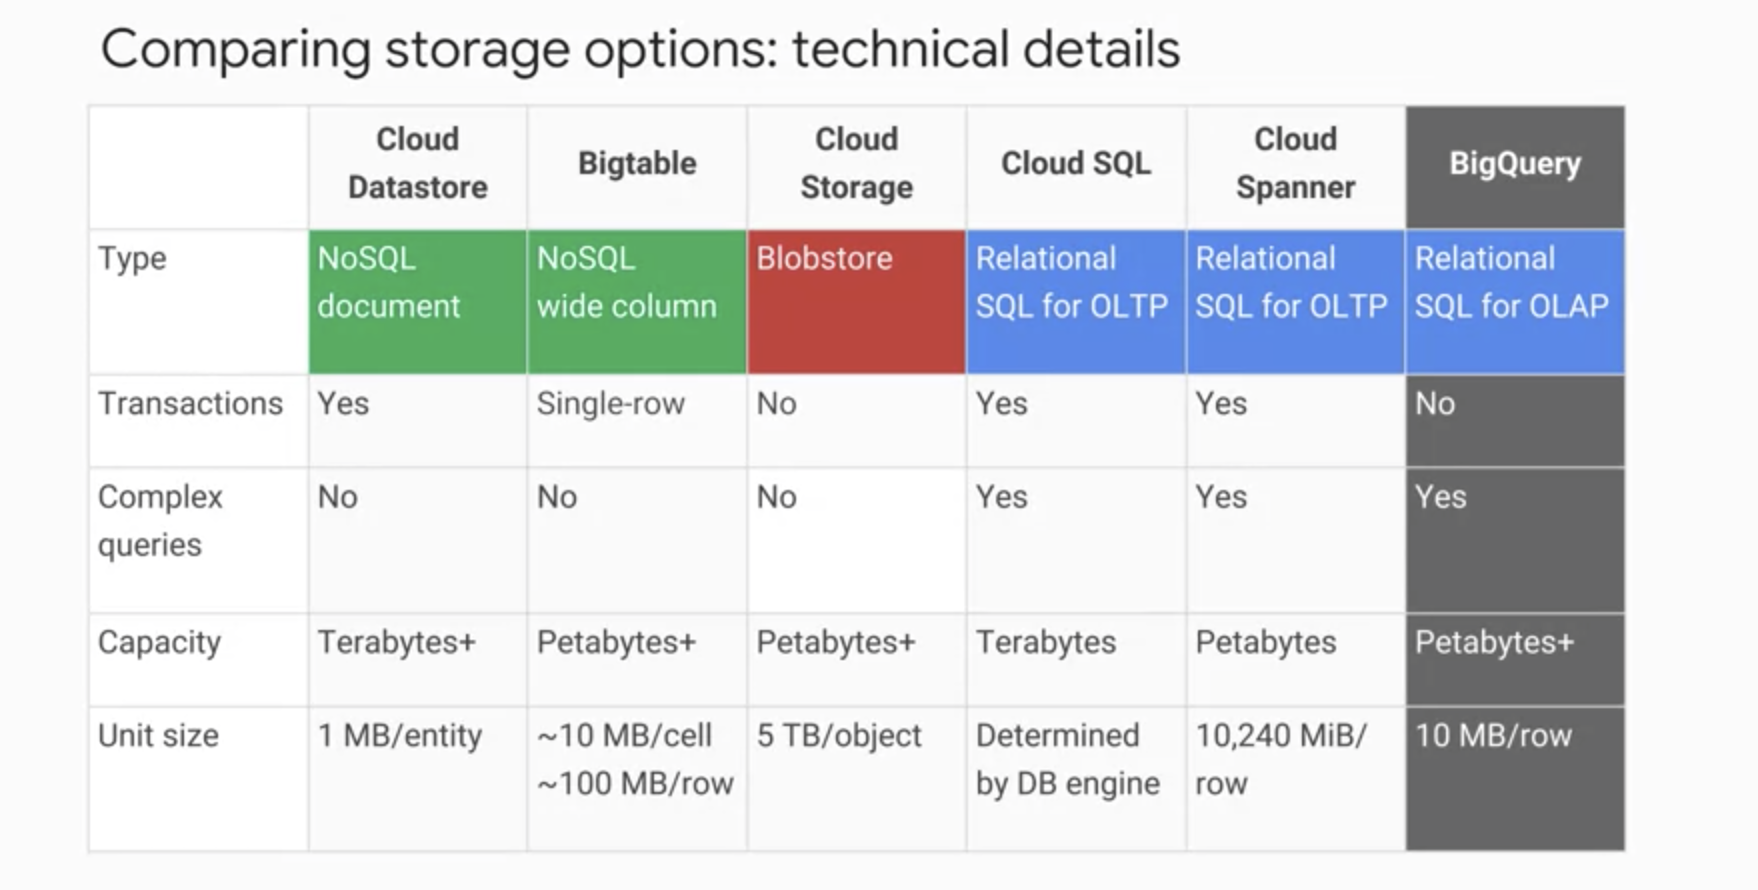 Comparing storage options: technical details
Cloud
Datastore
Bigtable
Cloud
Storage
Cloud SQL
Cloud
Spanner
BigQuery
Type
NoSQL
document
NoSQL
wide column
Blobstore
Relational
SQL for OLTP
Relational
SQL for OLTP
Relational
SQL for OLAP
Transactions
Yes
Single-row
No
Yes
Yes
No
Complex
queries
No
No
No
Yes
Yes
Yes
Capacity
Terabytes+
Petabytes+
Petabytes+
Terabytes
Petabytes
Petabytes+
Unit size
1 MB/entity
~10 MB/cell
~100 MB/row
5 TB/object
Determined
by DB engine
10,240 MiB/
row
10 MB/row